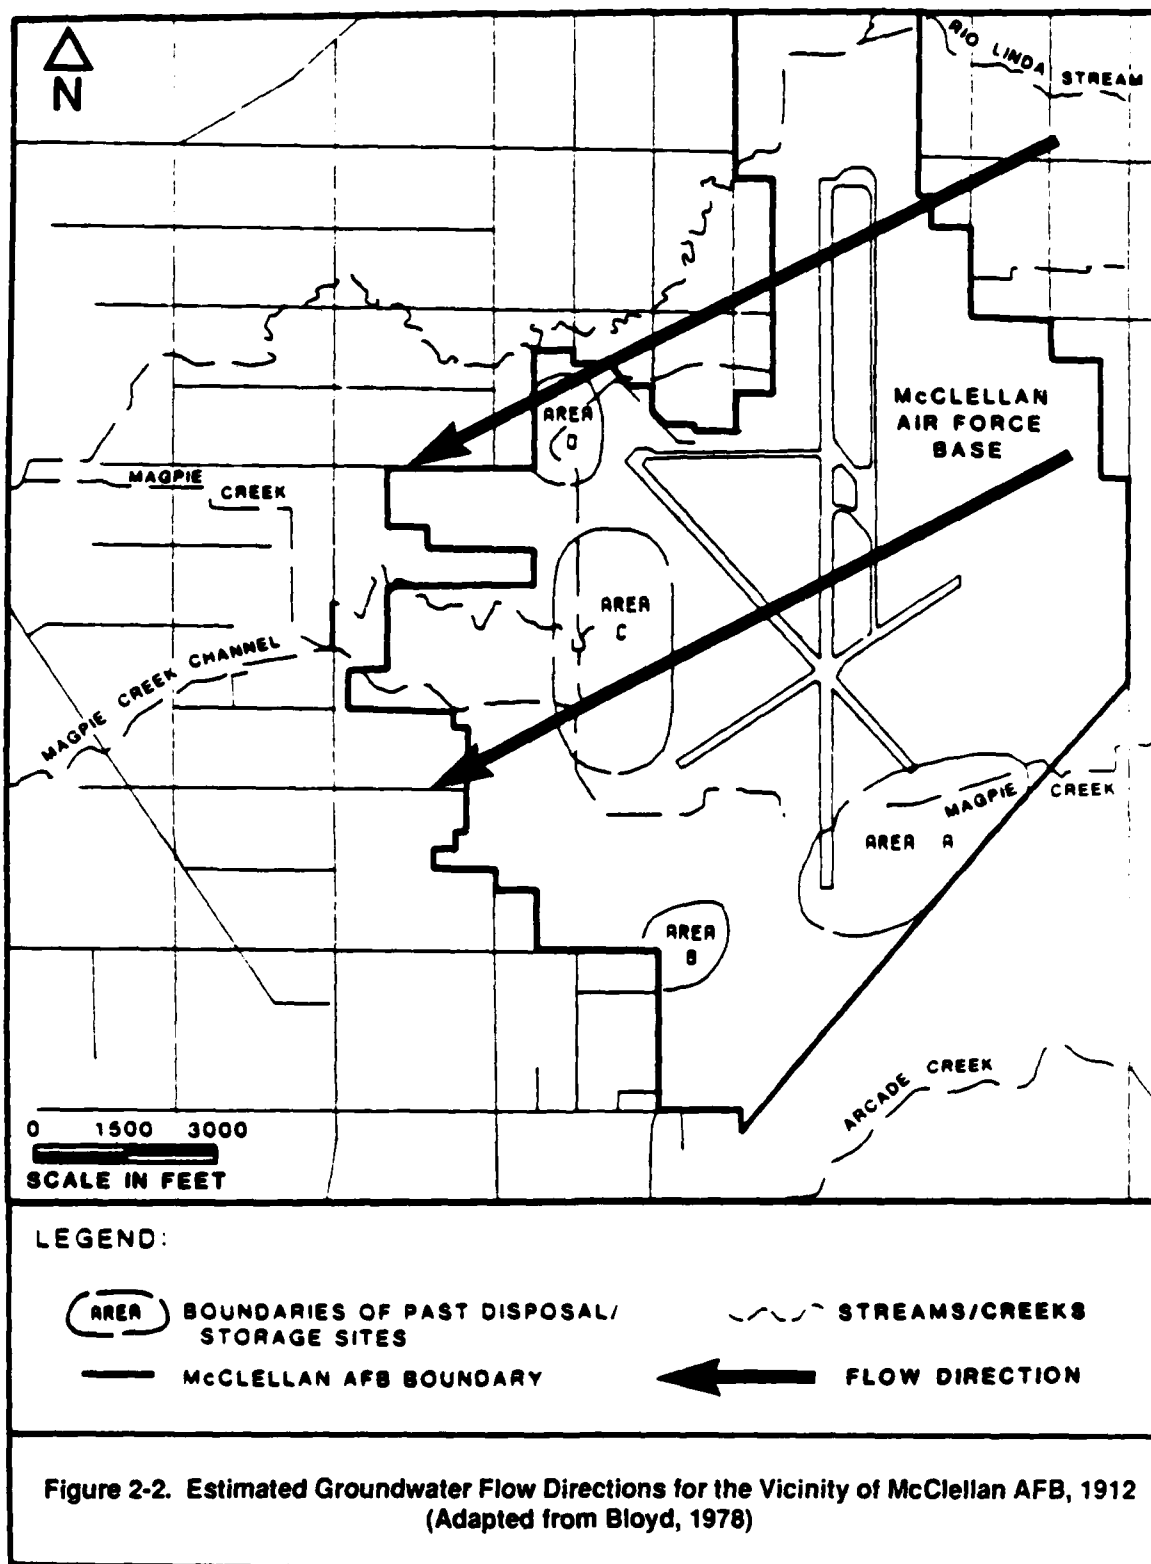 N
RIO LINDA STREAM
McCLELLAN
AIR FORCE
BASE
AREA
D
MAGPIE CREEK
AREA
C
MAGPIE CREEK CHANNEL
MAGPIE CREEK
AREA A
AREA
B
ARCADE CREEK
0 1500 3000
SCALE IN FEET
LEGEND:
AREA BOUNDARIES OF PAST DISPOSAL/
STORAGE SITES
STREAMS/CREEKS
McCLELLAN AFB BOUNDARY
FLOW DIRECTION
Figure 2-2. Estimated Groundwater Flow Directions for the Vicinity of McClellan AFB, 1912
(Adapted from Bloyd, 1978)